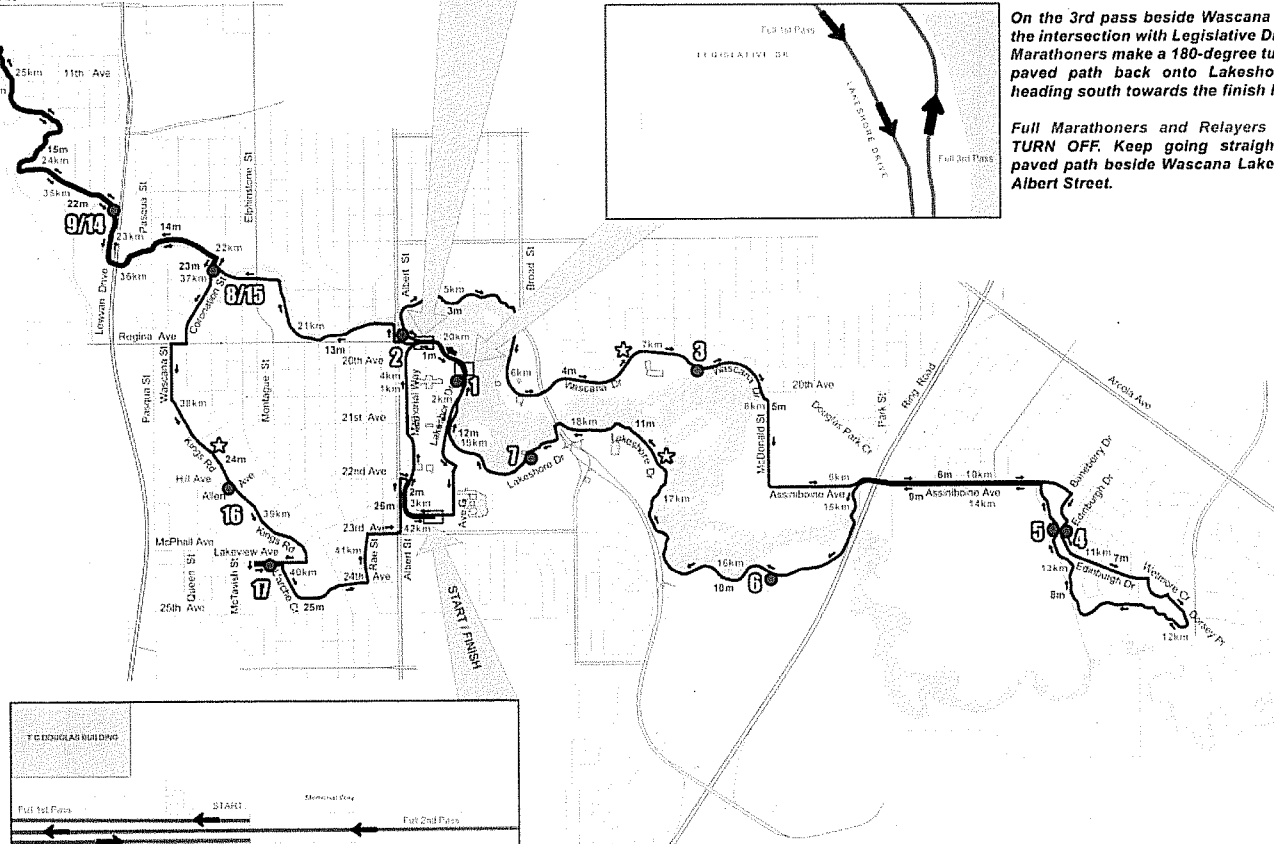 On the 3rd pass beside Wascana
the intersection with Legislative
Marathoners make a 180-degree
paved path back onto
heading south towards the finish
Full Marathoners and Relayers
TURN OFF. Keep going
paved path beside Wascana
Albert Street.
Full 1st Pass
LEGISLATIVE DR
LAKESHORE DRIVE
Full 3rd Pass
25km
11th Ave
15m
24km
35km
22m
9/14
23km
36km
14m
22km
23m
37km
8/15
Pasqua St
Elphinstone St
Lewvan Drive
Coronation St
Regina Ave
21km
13m
Albert St
5km
3m
Broad St
20km
2
1m
20th Ave
4km
1km
1
2km
Memorial Way
Lakeshore Dr
6km
4m
Wascana Dr
7km
3
Wascana Dr
20th Ave
8km
5m
Douglas Park Cr
Park St
Ring Road
Arcola Ave
McDonald St
Pasqua St
Wascana St
38km
Montague St
21st Ave
Kings Rd
24m
Hill Ave
Allen Ave
16
39km
Kings Rd
22nd Ave
12m
19km
7
Lakeshore Dr
18km
11m
Lakeshore Dr
17km
2m
3km
26m
23rd Ave
42km
Ave G
McPhail Ave
Lakeview Ave
Queen St
McTavish St
17
40km
25m
41km
Rae St
24th Ave
Albert St
25th Ave
START / FINISH
9km
Assiniboine Ave
15km
6m
10km
9m
Assiniboine Ave
14km
Banseberry Dr
Edinburgh Dr
5
4
11km
7m
13km
Edinburgh Dr
8m
Wetmore Cr
Dorsey Pl
12km
16km
10m
6
T C DOUGLAS BUILDING
Full 1st Pass
START
Memorial Way
Full 2nd Pass